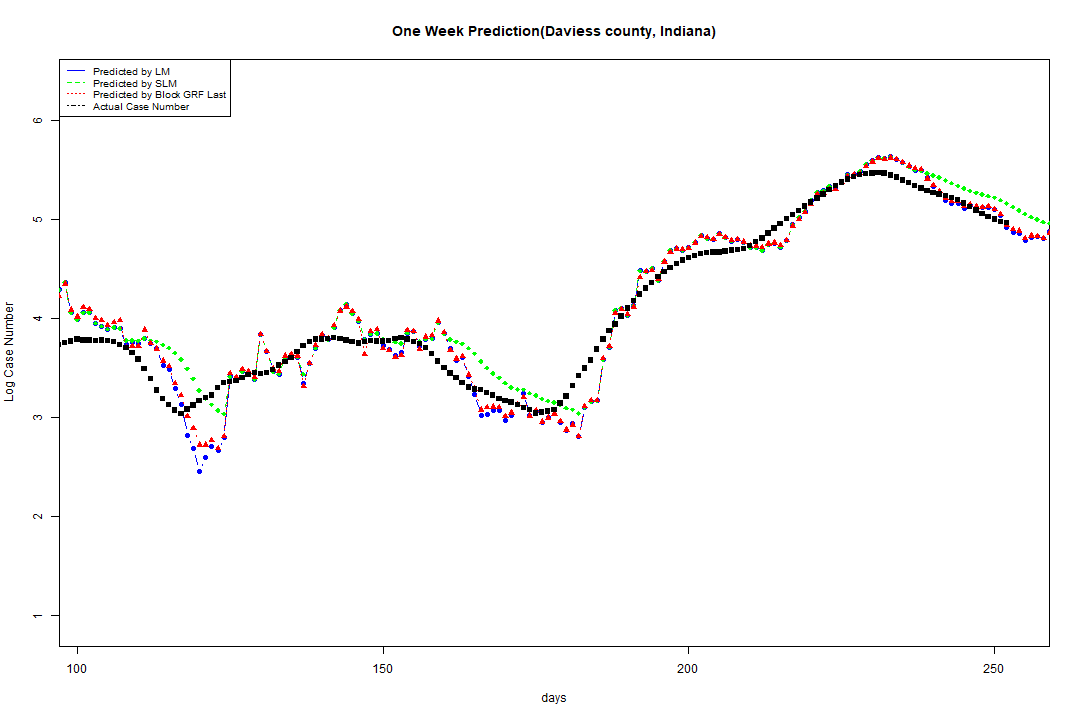 One Week Prediction(Daviess county, Indiana)
Predicted by LM
Predicted by SLM
Predicted by Block GRF Last
Actual Case Number
6
5
4
3
2
1
Log Case Number
100 150 200 250
days